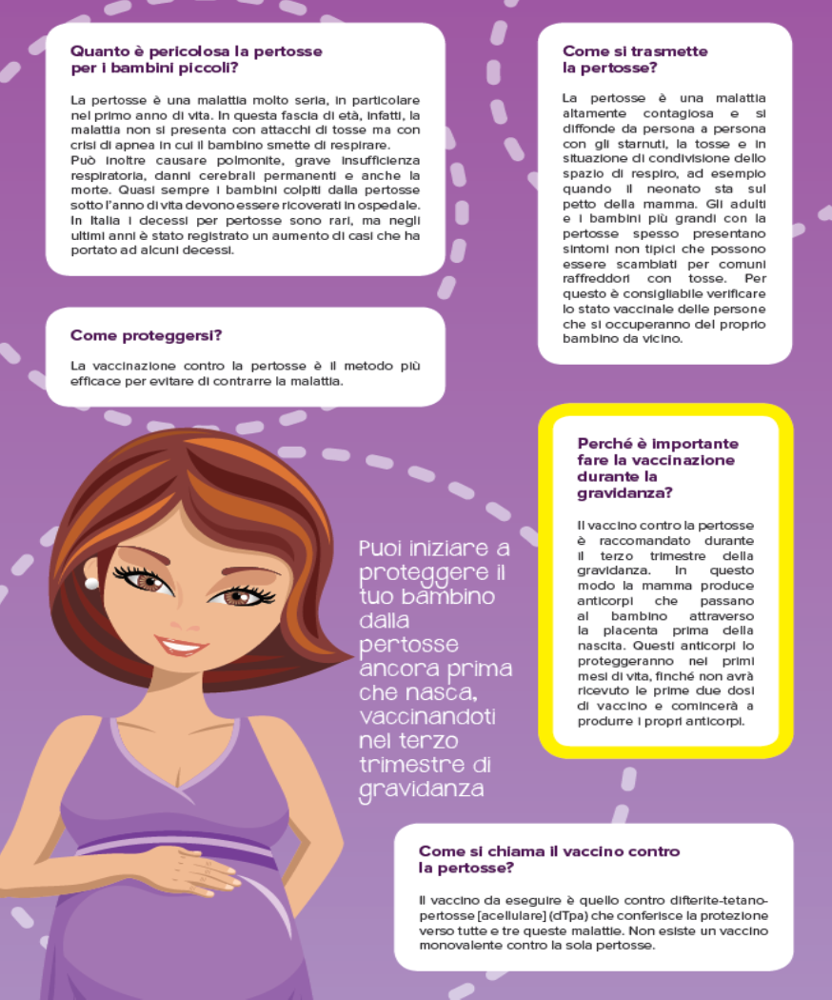 Quanto è pericolosa la pertosse
per i bambini piccoli?
La pertosse è una malattia molto seria, in particolare
nel primo anno di vita. In questa fascia di età, infatti, la
malattia non si presenta con attacchi di tosse ma con
crisi di apnea in cui il bambino smette di respirare.
Può inoltre causare polmonite, grave insufficienza
respiratoria, danni cerebrali permanenti e anche la
morte. Quasi sempre i bambini colpiti dalla pertosse
sotto l'anno di vita devono essere ricoverati in ospedale.
In Italia i decessi per pertosse sono rari, ma negli
ultimi anni è stato registrato un aumento di casi che ha
portato ad alcuni decessi.
Come si trasmette
la pertosse?
La pertosse è una malattia
altamente contagiosa e si
diffonde da persona a persona
con gli starnuti, la tosse e in
situazione di condivisione dello
spazio di respiro, ad esempio
quando il neonato sta sul
petto della mamma. Gli adulti
e i bambini più grandi con la
pertosse spesso presentano
sintomi non tipici che possono
essere scambiati per comuni
raffreddori con tosse. Per
questo è consigliabile verificare
lo stato vaccinale delle persone
che si occuperanno del proprio
bambino da vicino.
Come proteggersi?
La vaccinazione contro la pertosse è il metodo più
efficace per evitare di contrarre la malattia.
Perché è importante
fare la vaccinazione
durante la
gravidanza?
Il vaccino contro la pertosse
è raccomandato durante
il terzo trimestre della
gravidanza. In questo
modo la mamma produce
anticorpi che passano
al bambino attraverso
la placenta prima della
nascita. Questi anticorpi lo
proteggeranno nei primi
mesi di vita, finché non avrà
ricevuto le prime due dosi
di vaccino e comincerà a
produrre i propri anticorpi.
Puoi iniziare a
proteggere il
tuo bambino
dalla
pertosse
ancora prima
che nasca,
vaccinandoti
nel terzo
trimestre di
gravidanza
Come si chiama il vaccino contro
la pertosse?
Il vaccino da eseguire è quello contro difterite-tetano-
pertosse [acellulare] (dTpa) che conferisce la protezione
verso tutte e tre queste malattie. Non esiste un vaccino
monovalente contro la sola pertosse.